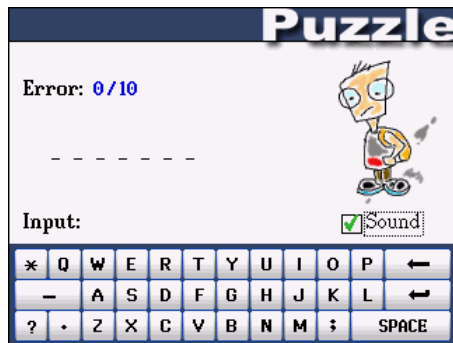 Puzzle
Error: 0/10
_ _ _ _ _ _ _
Input:
Sound
* Q W E R T Y U I O P ←
– A S D F G H J K L ↵
? · Z X C V B N M ; SPACE